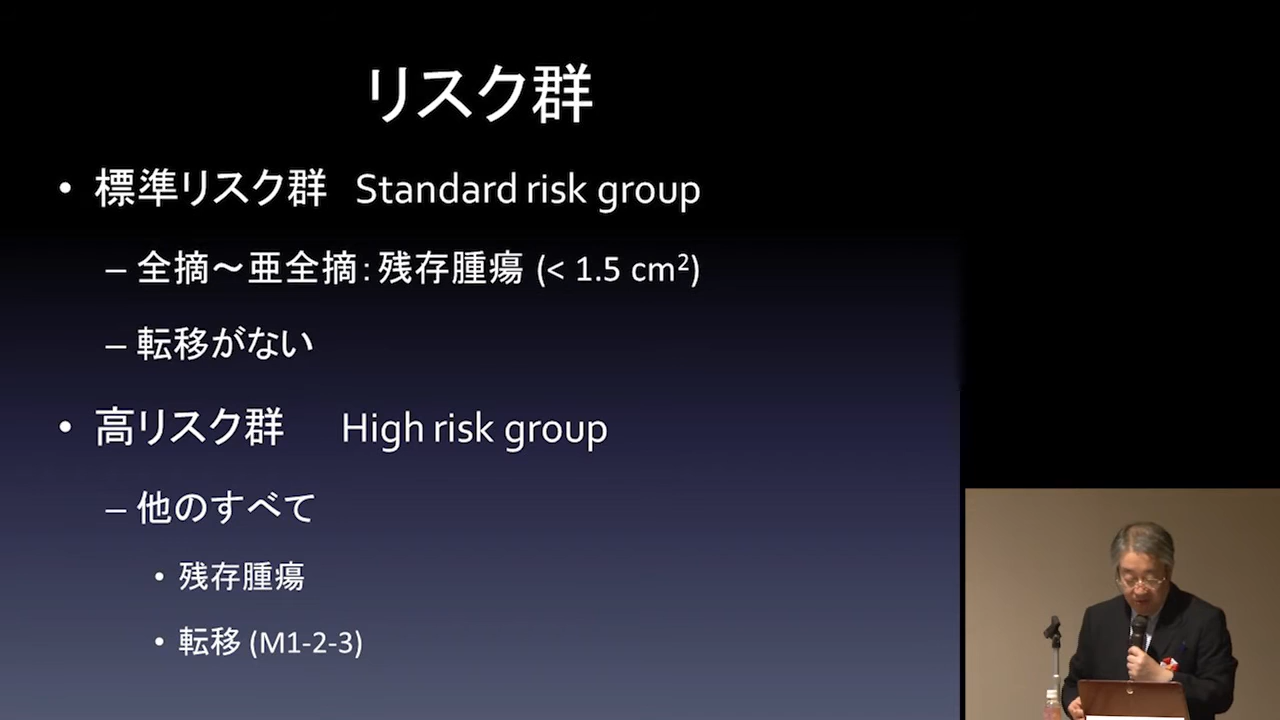 リスク群
• 標準リスク群 Standard risk group
– 全摘～亜全摘：残存腫瘍 (< 1.5 cm²)
– 転移がない
• 高リスク群 High risk group
– 他のすべて
• 残存腫瘍
• 転移 (M1-2-3)